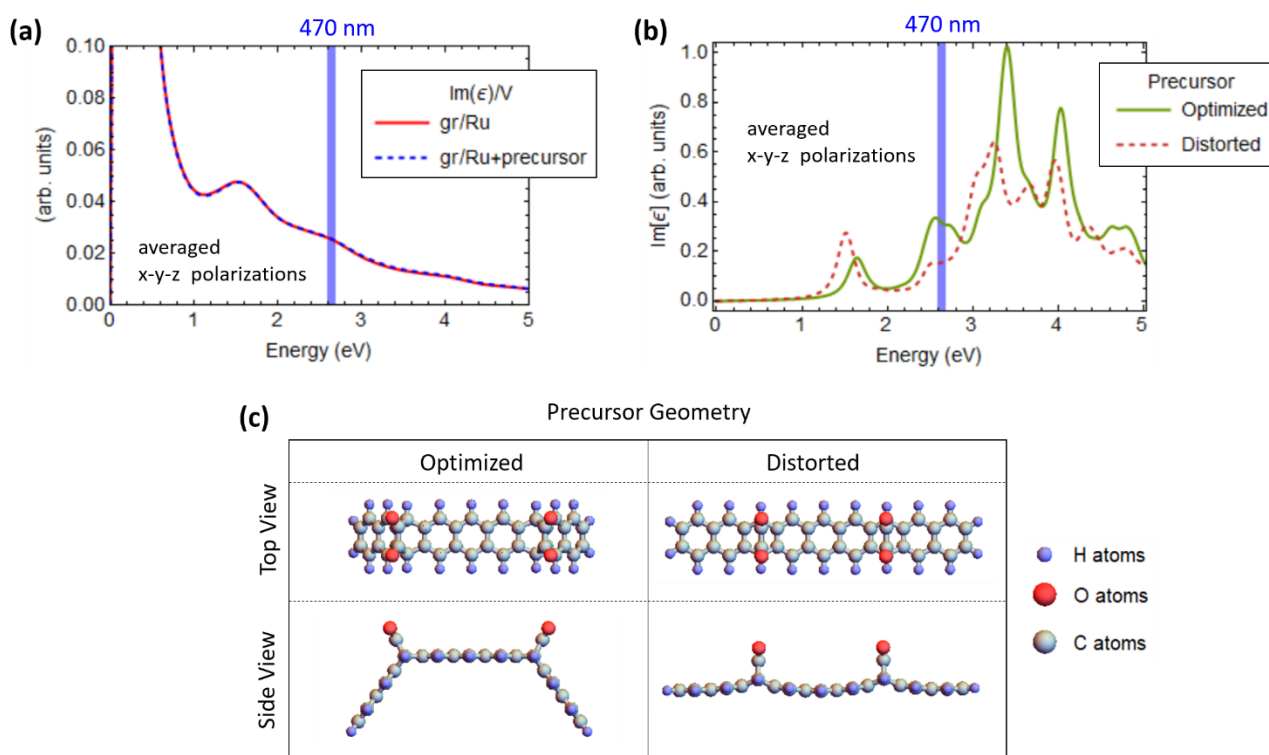 (a)
470 nm
0.10
0.08
0.06
0.04
0.02
0.00
(arb. units)
Im(ϵ)/V
gr/Ru
gr/Ru+precursor
averaged
x-y-z polarizations
0 1 2 3 4 5
Energy (eV)
(b)
470 nm
1.0
0.8
0.6
0.4
0.2
0.0
Im[ϵ] (arb. units)
Precursor
Optimized
Distorted
averaged
x-y-z polarizations
0 1 2 3 4 5
Energy (eV)
(c)
Precursor Geometry
Optimized Distorted
Top View
Side View
H atoms
O atoms
C atoms